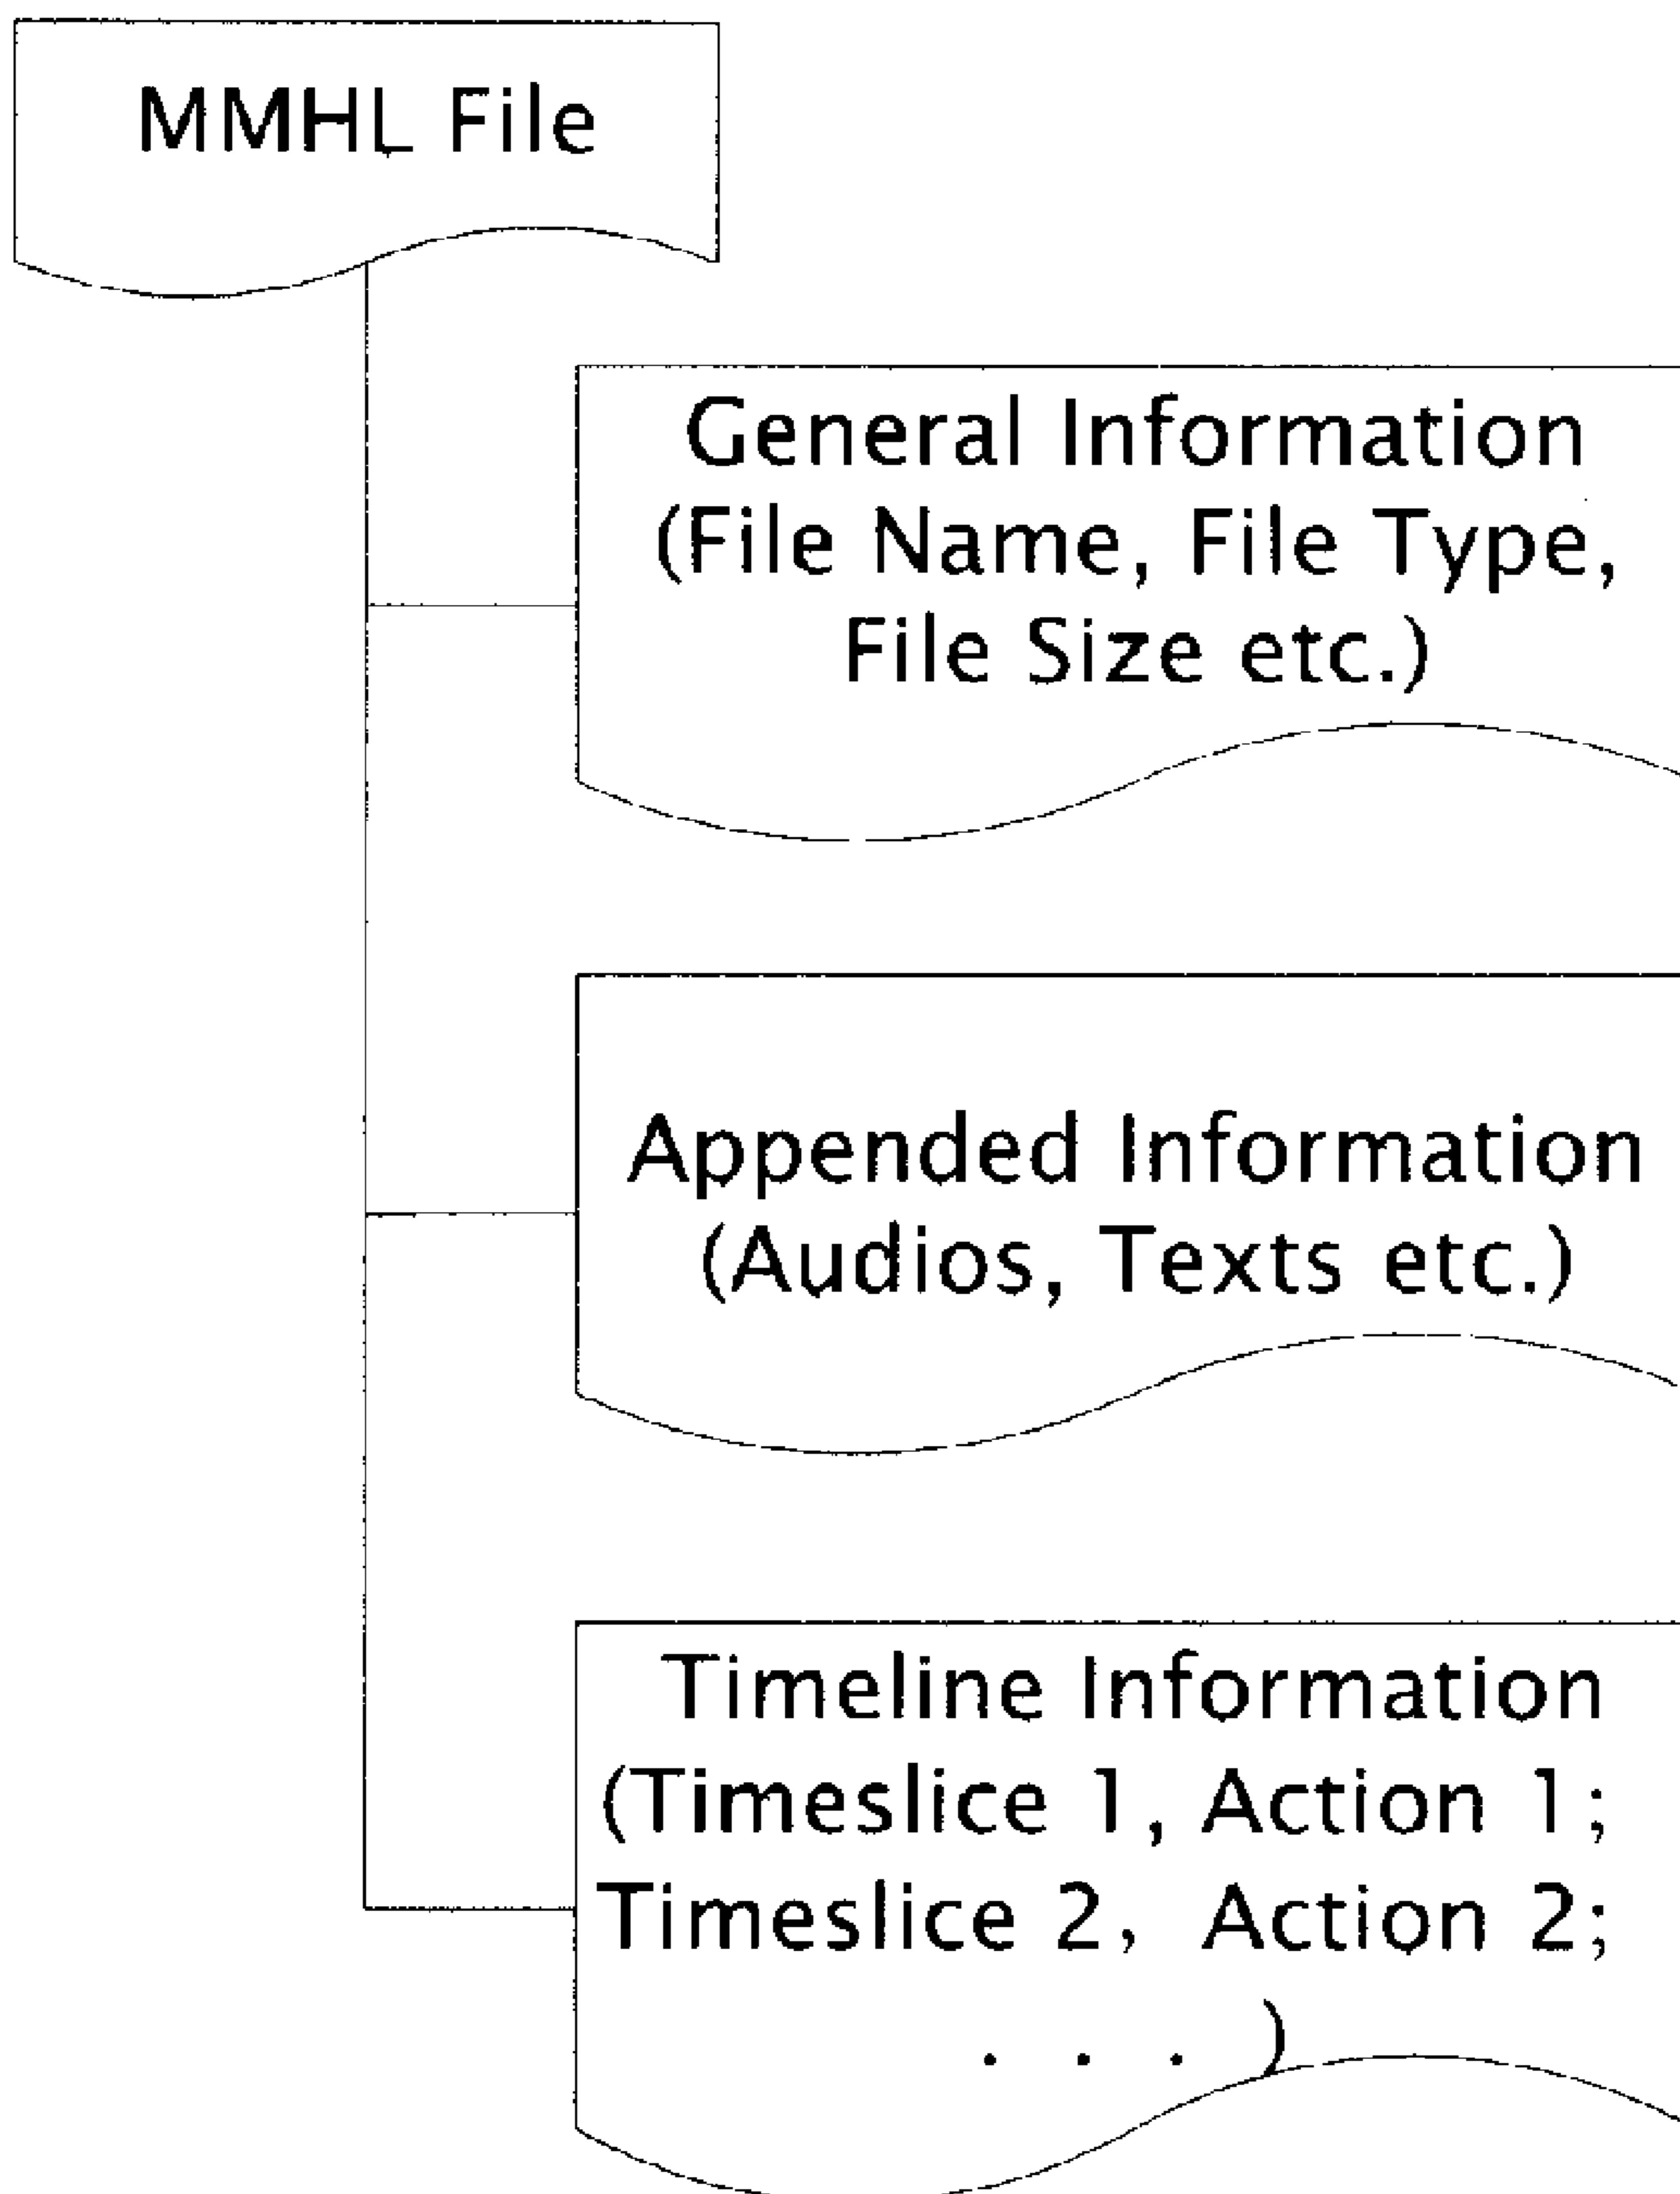 MMHL File
General Information
(File Name, File Type,
File Size etc.)
Appended Information
(Audios, Texts etc.)
Timeline Information
(Timeslice 1, Action 1;
Timeslice 2, Action 2;
. . . )